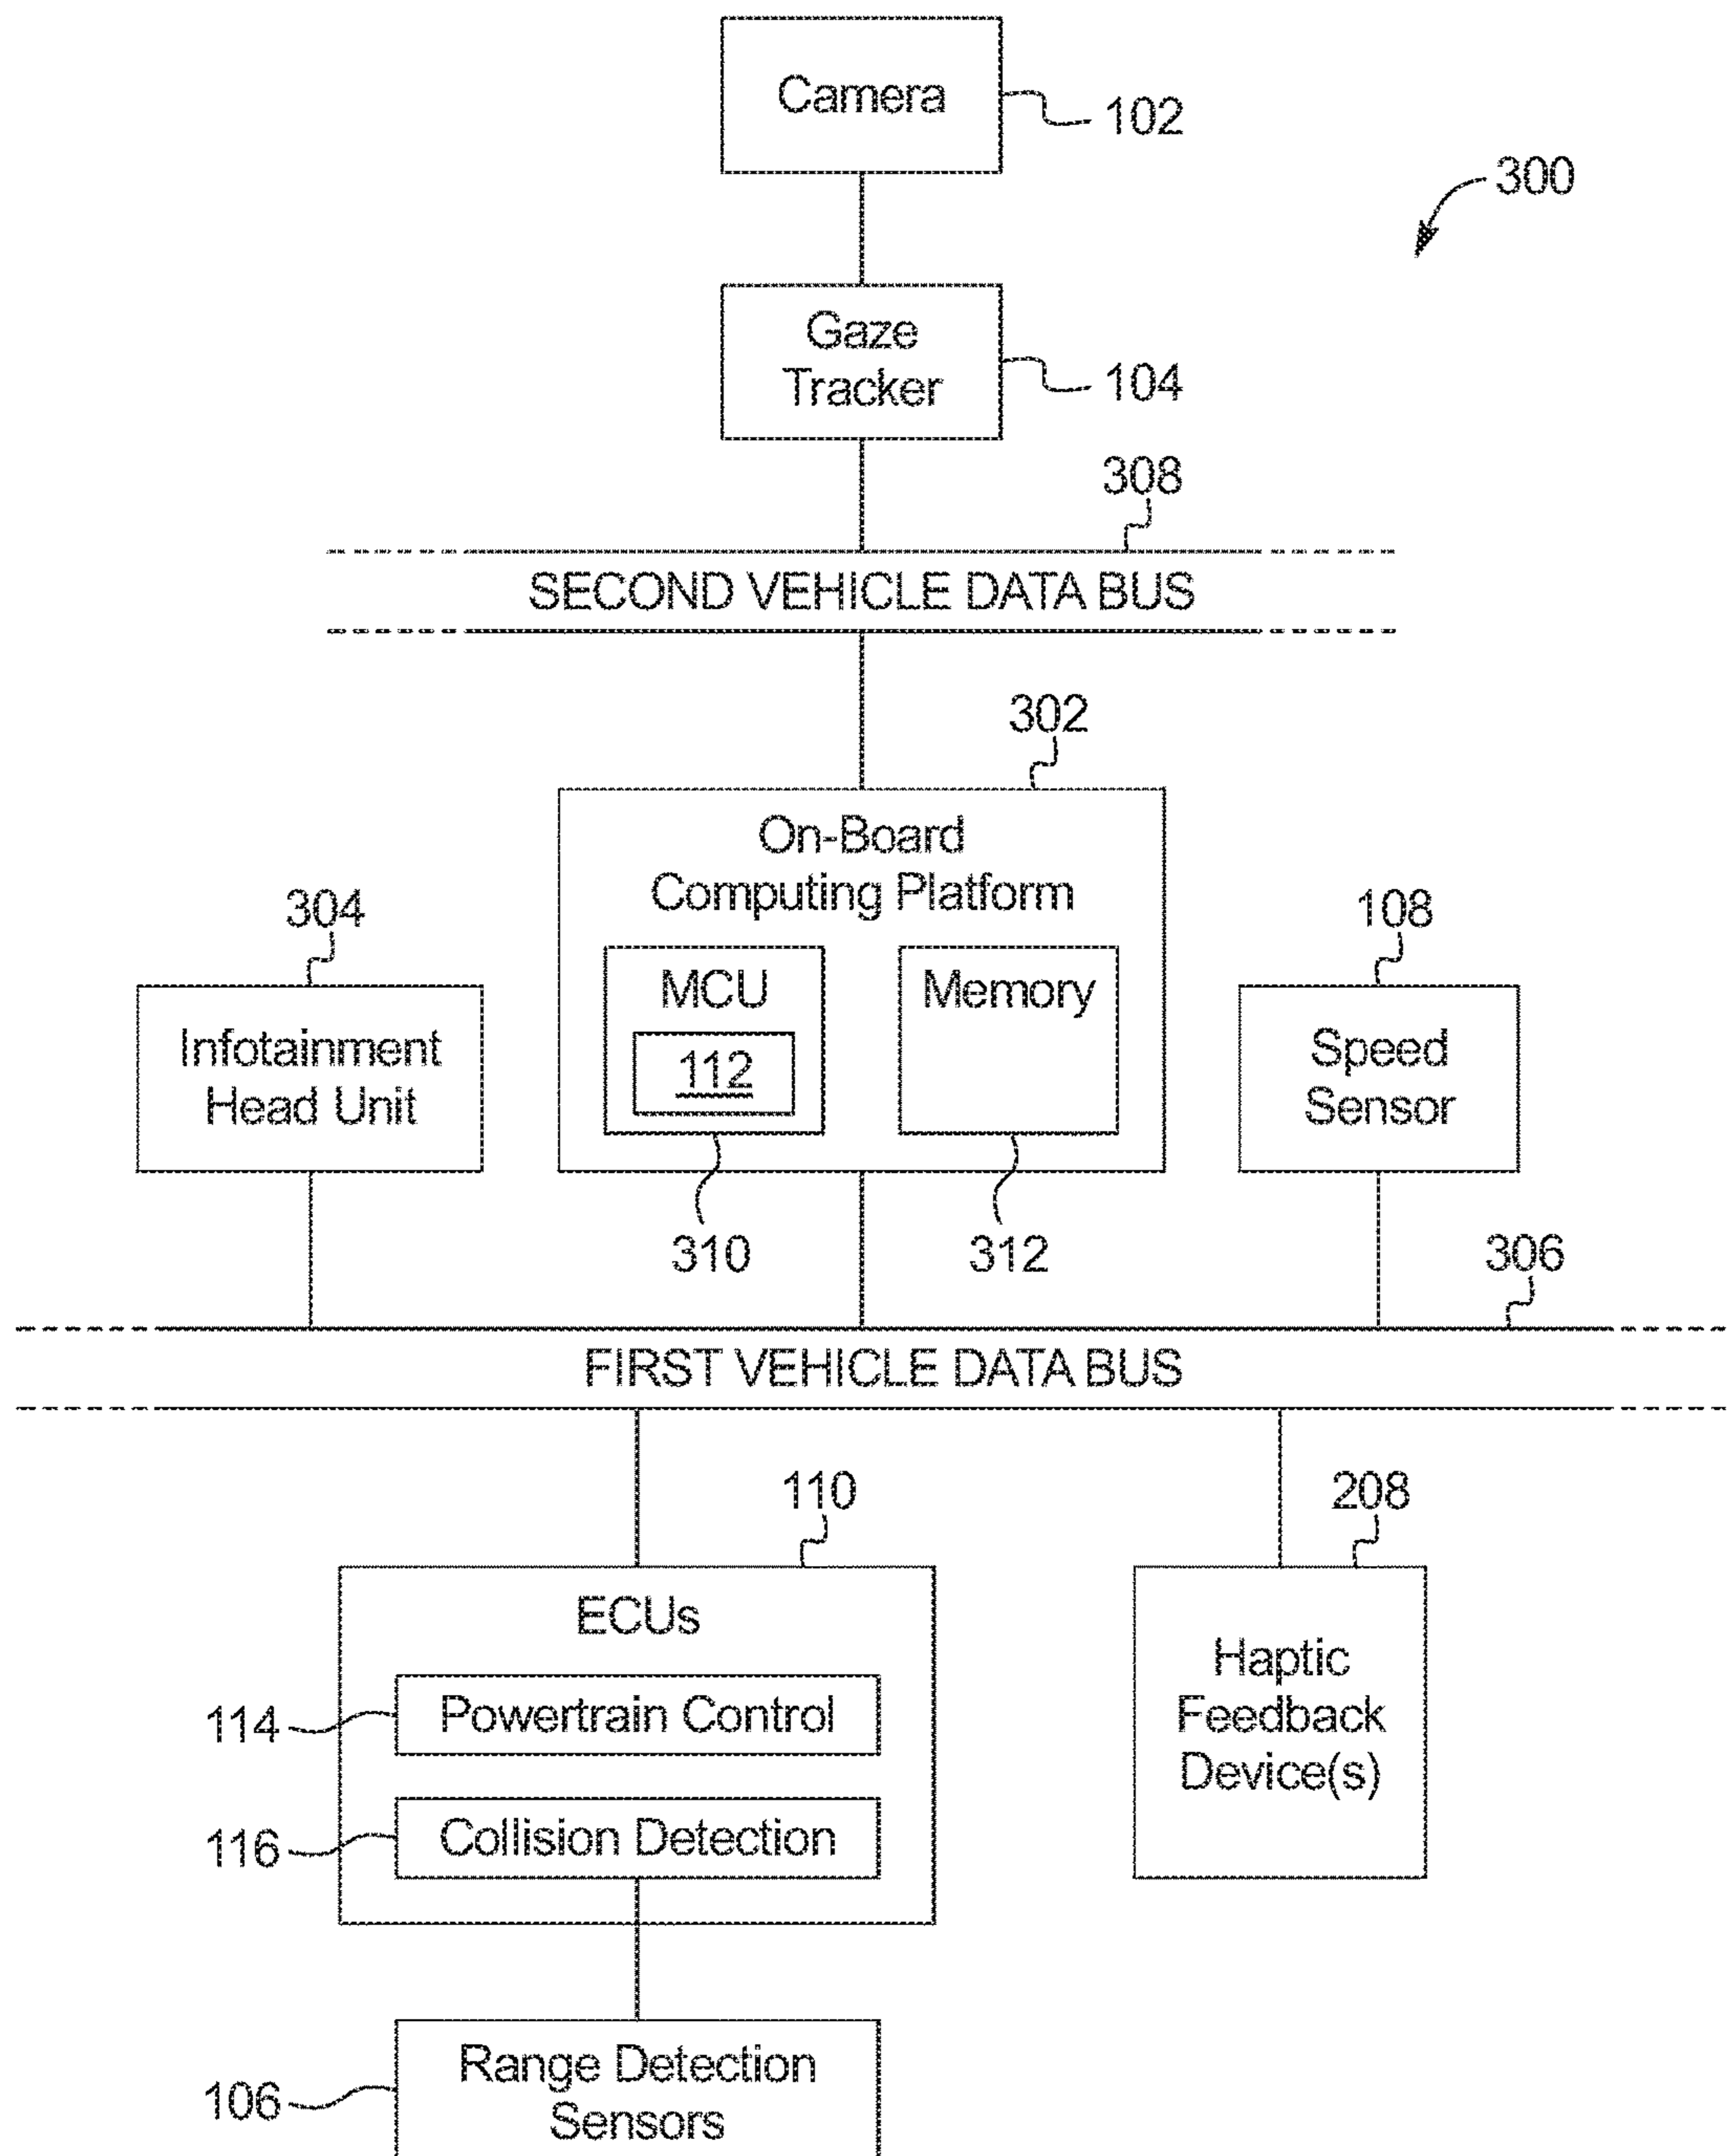 Camera
102
300
Gaze
Tracker
104
308
SECOND VEHICLE DATA BUS
302
On-Board
Computing Platform
304
108
MCU
Memory
Infotainment
Head Unit
112
Speed
Sensor
310
312
306
FIRST VEHICLE DATA BUS
110
208
ECUs
Haptic
Feedback
Device(s)
114
Powertrain Control
116
Collision Detection
106
Range Detection
Sensors